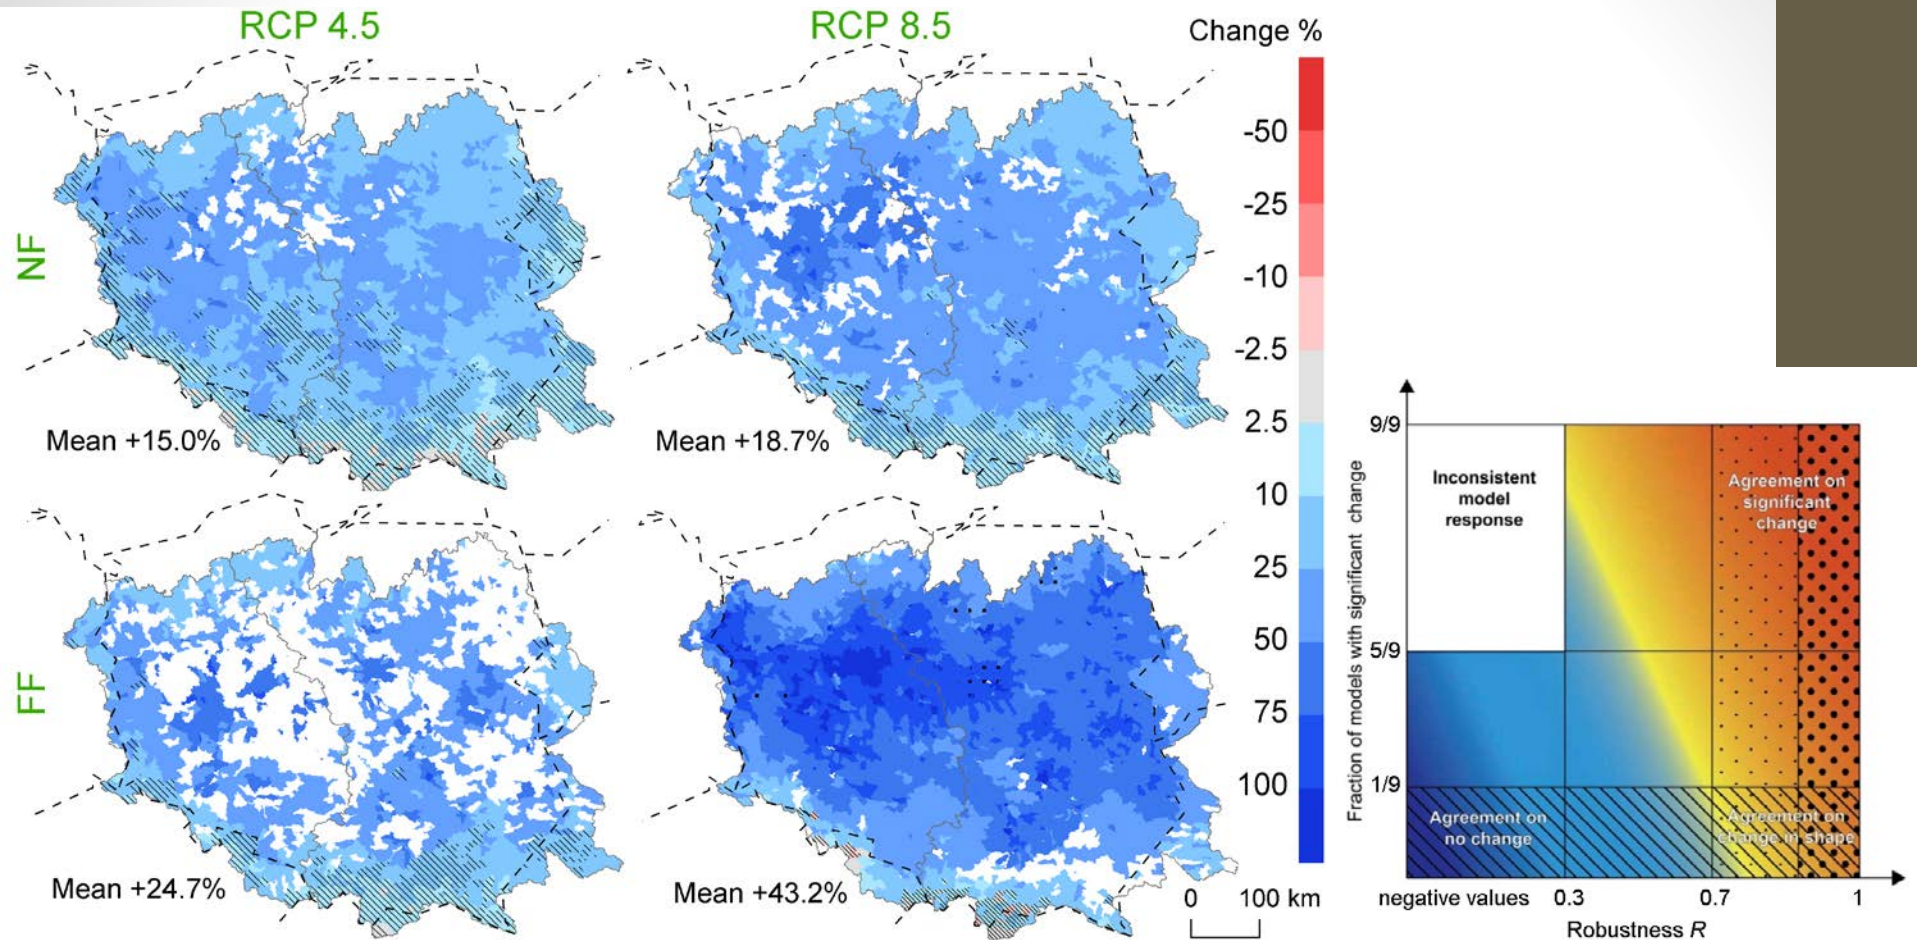 RCP 4.5
RCP 8.5
Change %
NF
FF
Mean +15.0%
Mean +18.7%
Mean +24.7%
Mean +43.2%
-50
-25
-10
-2.5
2.5
10
25
50
75
100
0 100 km
Fraction of models with significant change
9/9
5/9
1/9
Inconsistent
model
response
Agreement on
significant
change
Agreement on
no change
Agreement on
change in shape
negative values 0.3 0.7 1
Robustness R